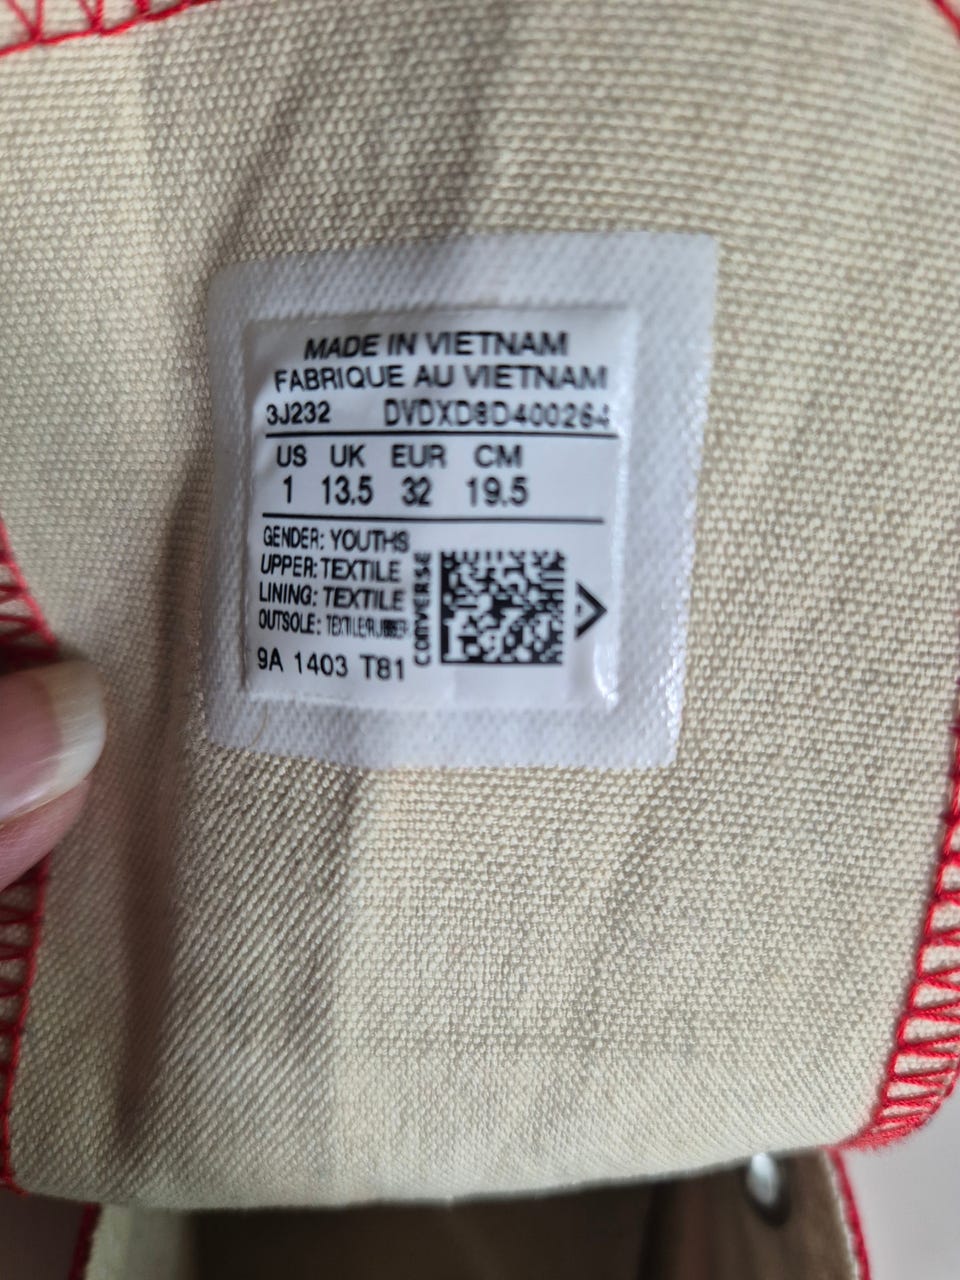 MADE IN VIETNAM
FABRIQUE AU VIETNAM
3J232 DVDXD8D400264
US UK EUR CM
1 13.5 32 19.5
GENDER: YOUTHS
UPPER: TEXTILE
LINING: TEXTILE
OUTSOLE: TEXTILE/RUBBER
9A 1403 T81
CONVERSE